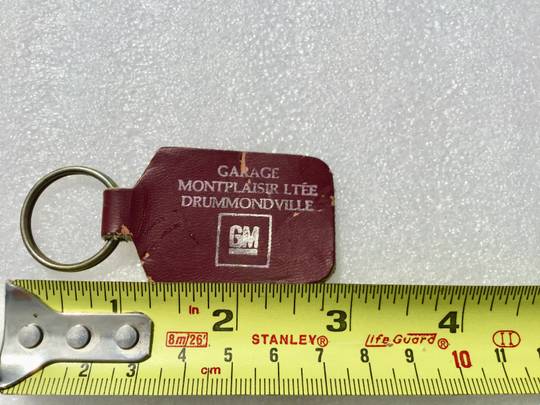 GARAGE
MONTPLAISIR LTÉE
DRUMMONDVILLE
GM
1 in 2 3 4
8m/26' STANLEY® life Guard® II
2 3 4 5 6 7 8 9 10 11
cm